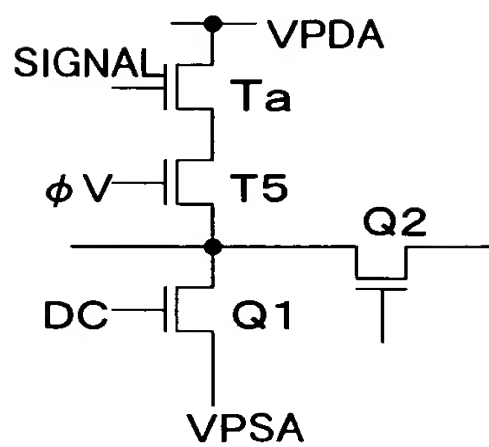 VPDA
SIGNAL
Ta
φV
T5
Q2
DC
Q1
VPSA